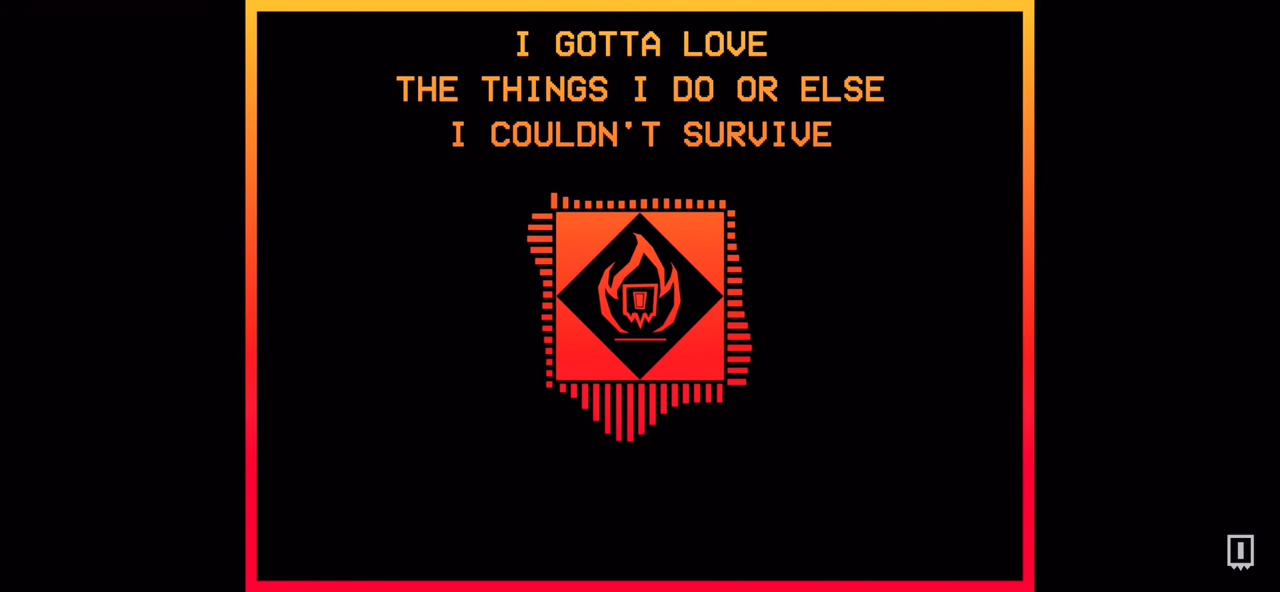 I GOTTA LOVE
THE THINGS I DO OR ELSE
I COULDN'T SURVIVE